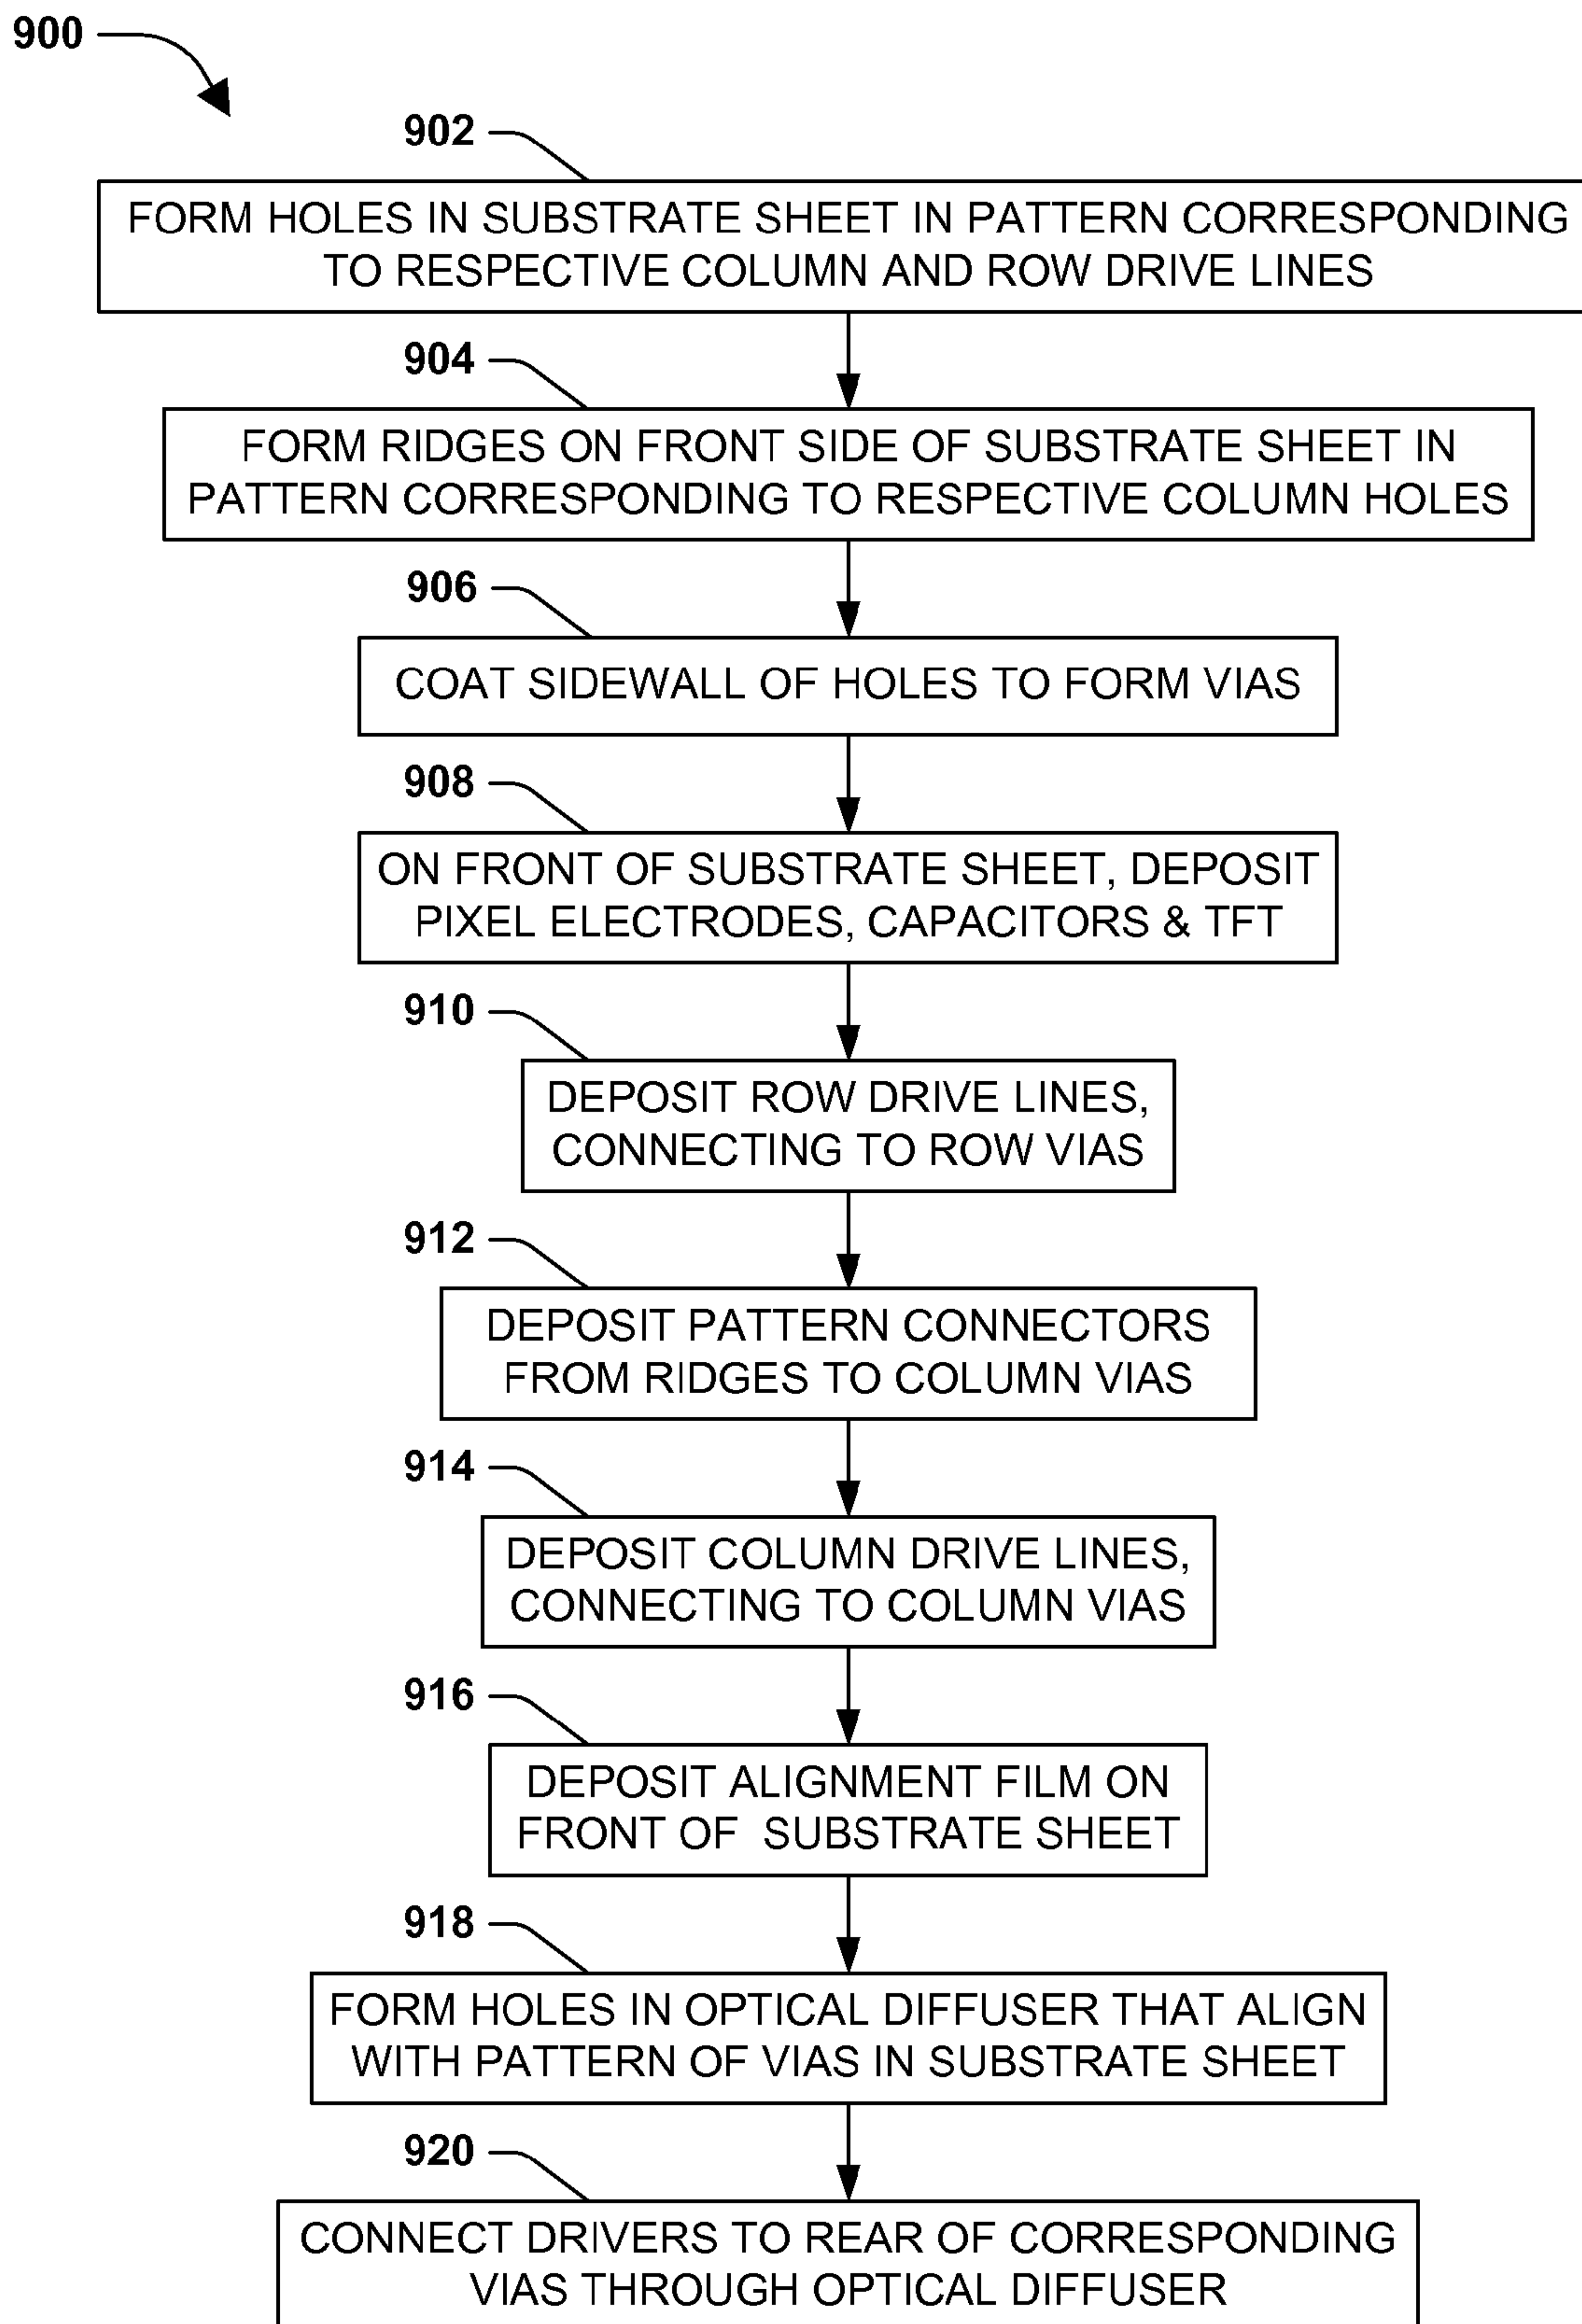 900
902
FORM HOLES IN SUBSTRATE SHEET IN PATTERN CORRESPONDING
TO RESPECTIVE COLUMN AND ROW DRIVE LINES
904
FORM RIDGES ON FRONT SIDE OF SUBSTRATE SHEET IN
PATTERN CORRESPONDING TO RESPECTIVE COLUMN HOLES
906
COAT SIDEWALL OF HOLES TO FORM VIAS
908
ON FRONT OF SUBSTRATE SHEET, DEPOSIT
PIXEL ELECTRODES, CAPACITORS & TFT
910
DEPOSIT ROW DRIVE LINES,
CONNECTING TO ROW VIAS
912
DEPOSIT PATTERN CONNECTORS
FROM RIDGES TO COLUMN VIAS
914
DEPOSIT COLUMN DRIVE LINES,
CONNECTING TO COLUMN VIAS
916
DEPOSIT ALIGNMENT FILM ON
FRONT OF SUBSTRATE SHEET
918
FORM HOLES IN OPTICAL DIFFUSER THAT ALIGN
WITH PATTERN OF VIAS IN SUBSTRATE SHEET
920
CONNECT DRIVERS TO REAR OF CORRESPONDING
VIAS THROUGH OPTICAL DIFFUSER